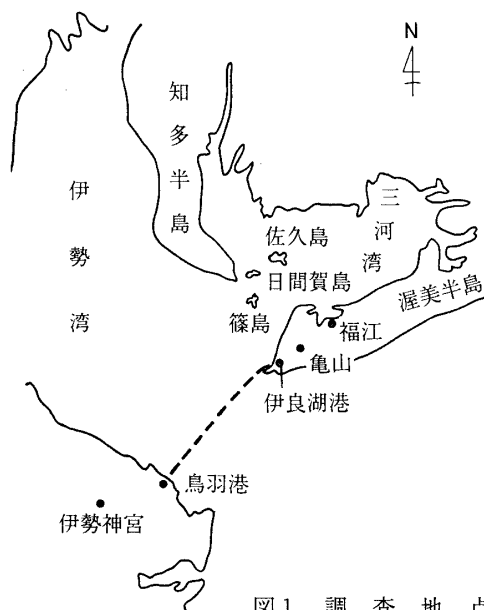 N
知多半島
伊勢湾
三河湾
佐久島
日間賀島
篠島
渥美半島
福江
亀山
伊良湖港
鳥羽港
伊勢神宮
図1 調査地点